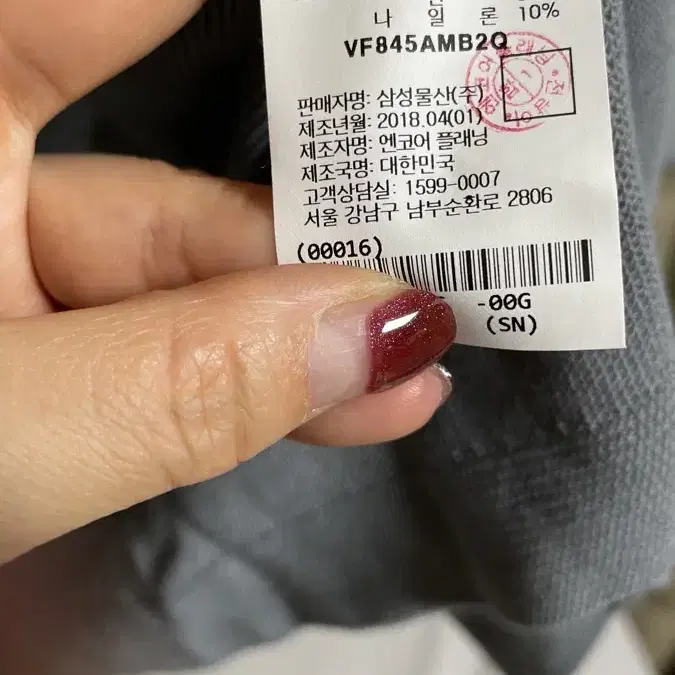 나 일 론 10%
VF845AMB2Q
판매자명: 삼성물산(주)
제조년월: 2018.04(01)
제조자명: 엔코어 플래닝
제조국명: 대한민국
고객상담실: 1599-0007
서울 강남구 남부순환로 2806
(00016)
-00G
(SN)